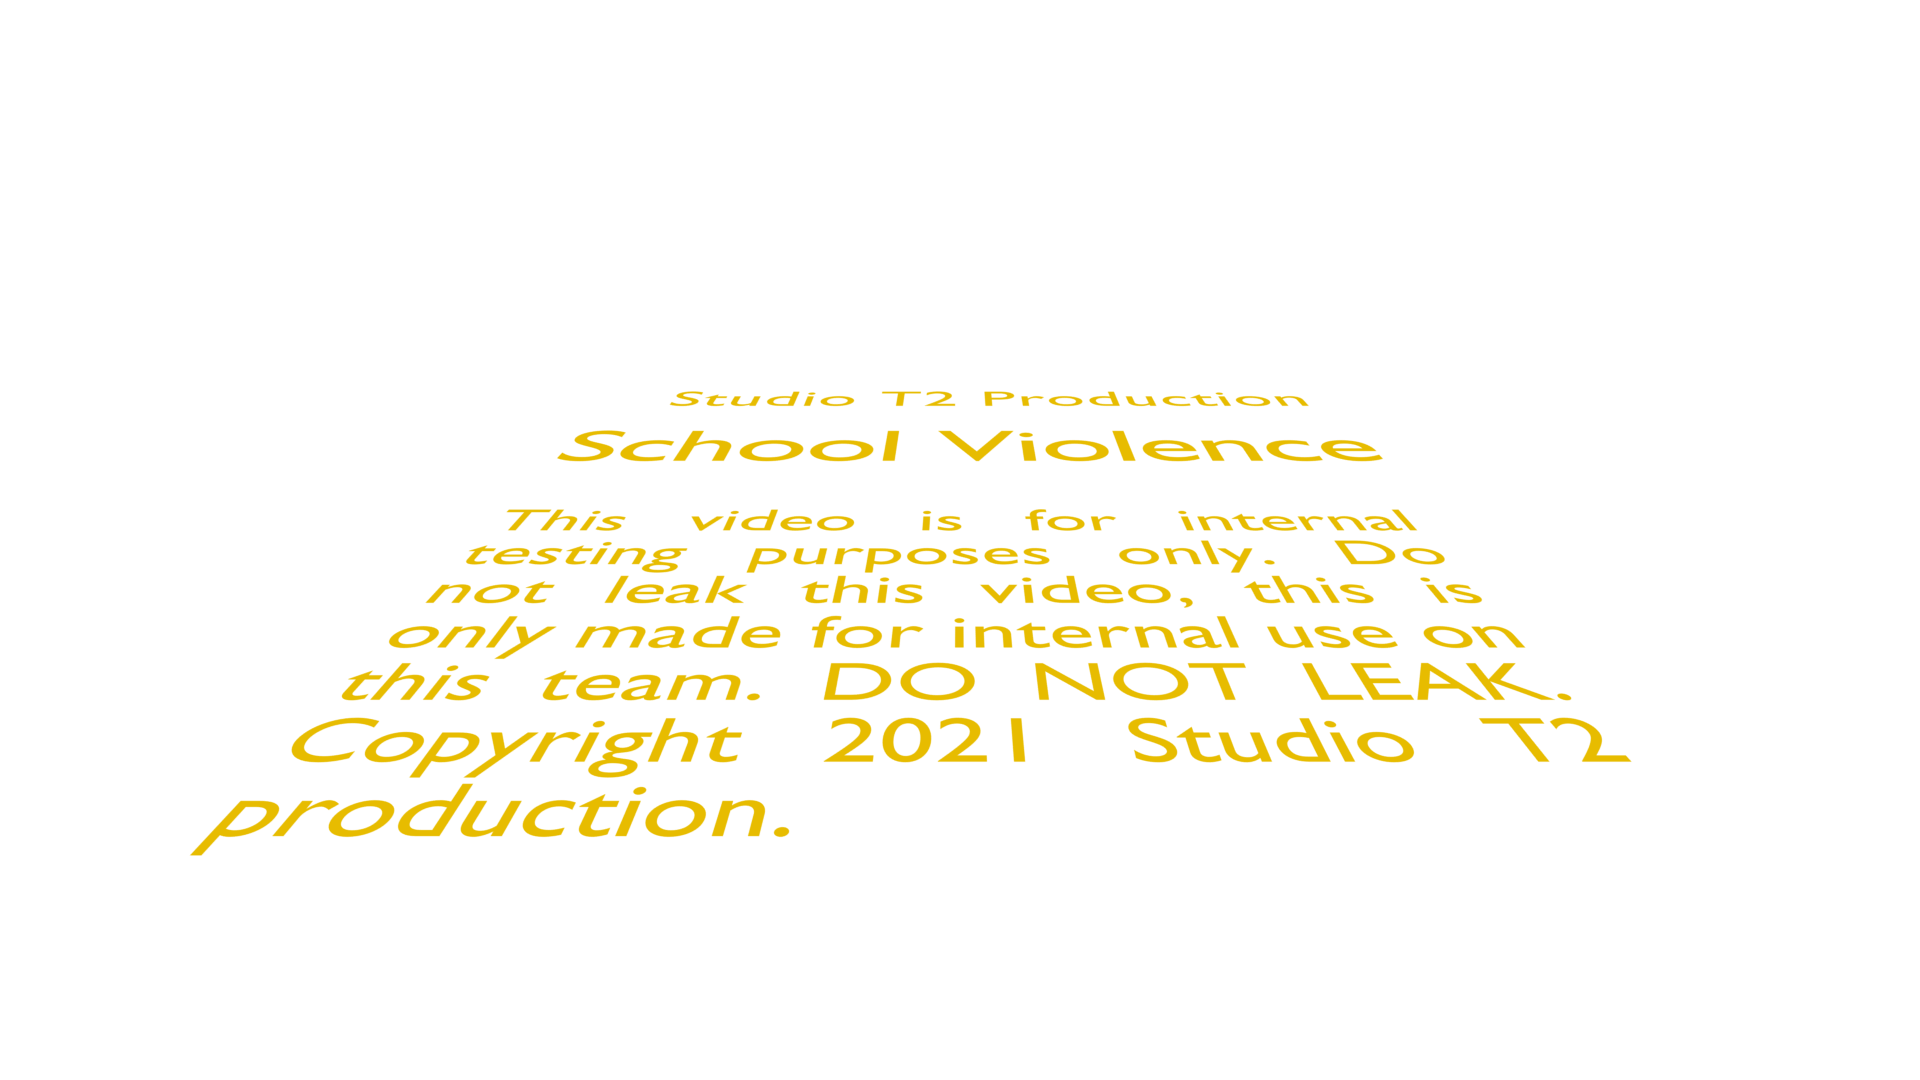 Studio T2 Production
School Violence
This video is for internal
testing purposes only. Do
not leak this video, this is
only made for internal use on
this team. DO NOT LEAK.
Copyright 2021 Studio T2
production.